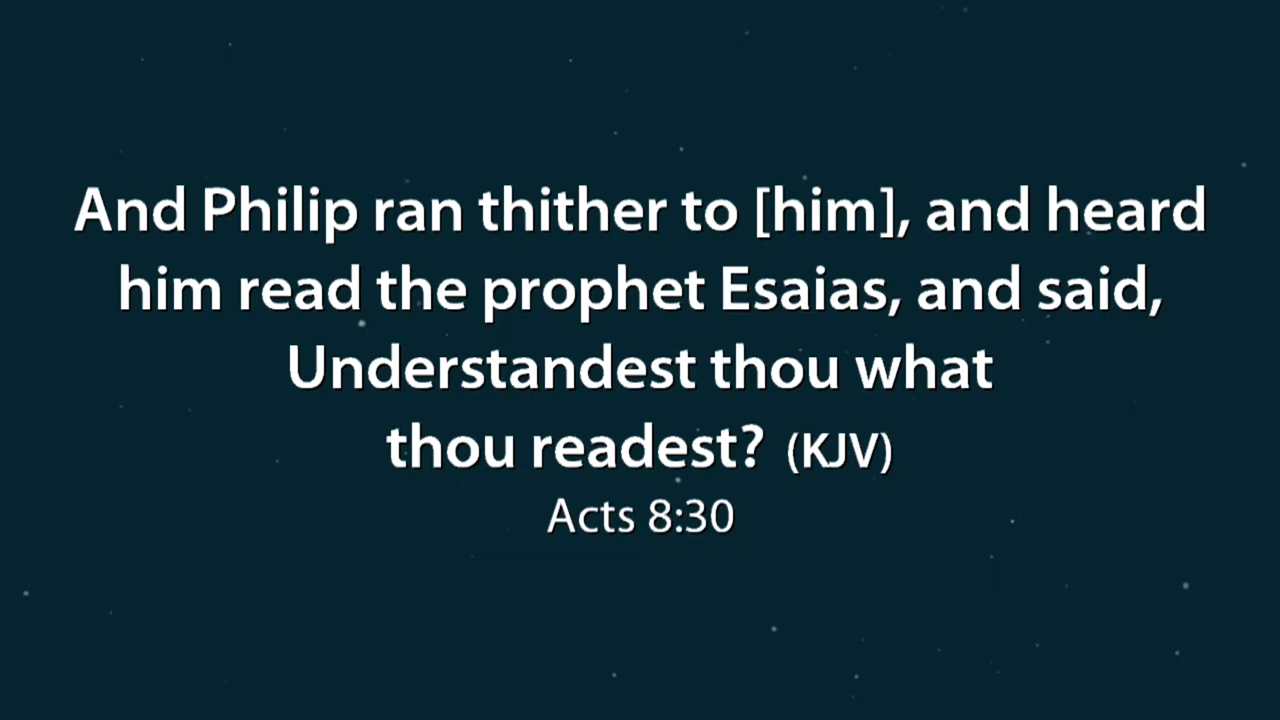 And Philip ran thither to [him], and heard
him read the prophet Esaias, and said,
Understandest thou what
thou readest? (KJV)
Acts 8:30